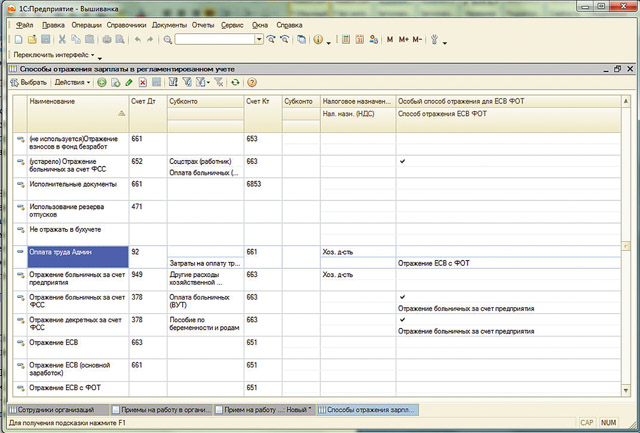 1С:Предприятие - Вышиванка
Файл Правка Операции Справочники Документы Отчеты Сервис Окна Справка
M M+ M-
Переключить интерфейс
Способы отражения зарплаты в регламентированном учете
Выбрать Действия
Наименование Счет Дт Субконто Счет Кт Субконто Налоговое назначен... Особый способ отражения для ЕСВ ФОТ
Нал. назн. (НДС) Способ отражения ЕСВ ФОТ
(не используется)Отражение 661 653
взносов в фонд безработ
(устарело) Отражение 652 Соцстрах (работник) 663
больничных за счет ФСС Оплата больничных (...
Исполнительные документы 661 6853
Использование резерва 471
отпусков
Не отражать в бухучете
Оплата труда Админ 92 661 Хоз. д-сть
Затраты на оплату тр... Отражение ЕСВ с ФОТ
Отражение больничных за счет 949 Другие расходы 663 Хоз. д-сть
предприятия хозяйственной ...
Отражение больничных за счет 378 Оплата больничных 663
ФСС (ВУТ) Отражение больничных за счет предприятия
Отражение декретных за счет 378 Пособие по 663
ФСС беременности и родам Отражение больничных за счет предприятия
Отражение ЕСВ 663 651
Отражение ЕСВ (основной 661 651
заработок)
Отражение ЕСВ с ФОТ 651
Сотрудники организаций Приемы на работу в органи... Прием на работу ...: Новый * Способы отражения зарпл...
Для получения подсказки нажмите F1 CAP NUM